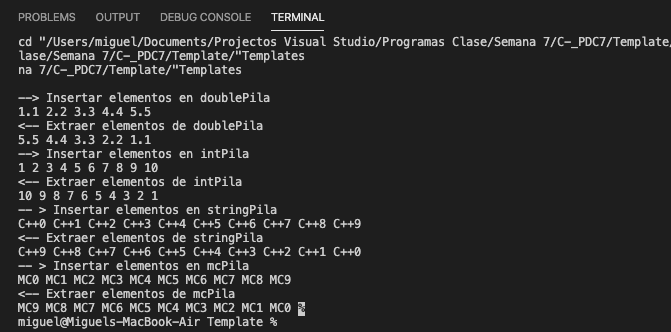 PROBLEMS OUTPUT DEBUG CONSOLE TERMINAL
cd "/Users/miguel/Documents/Projectos Visual Studio/Programas Clase/Semana 7/C-_PDC7/Template/
lase/Semana 7/C-_PDC7/Template/"Templates
na 7/C-_PDC7/Template/"Templates
--> Insertar elementos en doublePila
1.1 2.2 3.3 4.4 5.5
<-- Extraer elementos de doublePila
5.5 4.4 3.3 2.2 1.1
--> Insertar elementos en intPila
1 2 3 4 5 6 7 8 9 10
<-- Extraer elementos de intPila
10 9 8 7 6 5 4 3 2 1
-- > Insertar elementos en stringPila
C++0 C++1 C++2 C++3 C++4 C++5 C++6 C++7 C++8 C++9
<-- Extraer elementos de stringPila
C++9 C++8 C++7 C++6 C++5 C++4 C++3 C++2 C++1 C++0
-- > Insertar elementos en mcPila
MC0 MC1 MC2 MC3 MC4 MC5 MC6 MC7 MC8 MC9
<-- Extraer elementos de mcPila
MC9 MC8 MC7 MC6 MC5 MC4 MC3 MC2 MC1 MC0 %
miguel@Miguels-MacBook-Air Template %